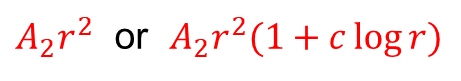 A₂r² or A₂r²(1 + c log r)